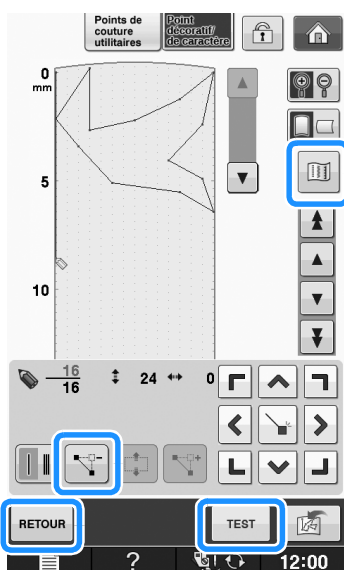 Points de
couture
utilitaires
Point
décoratif/
de caractère
0
mm
5
10
16
16
24
0
RETOUR
TEST
?
12:00